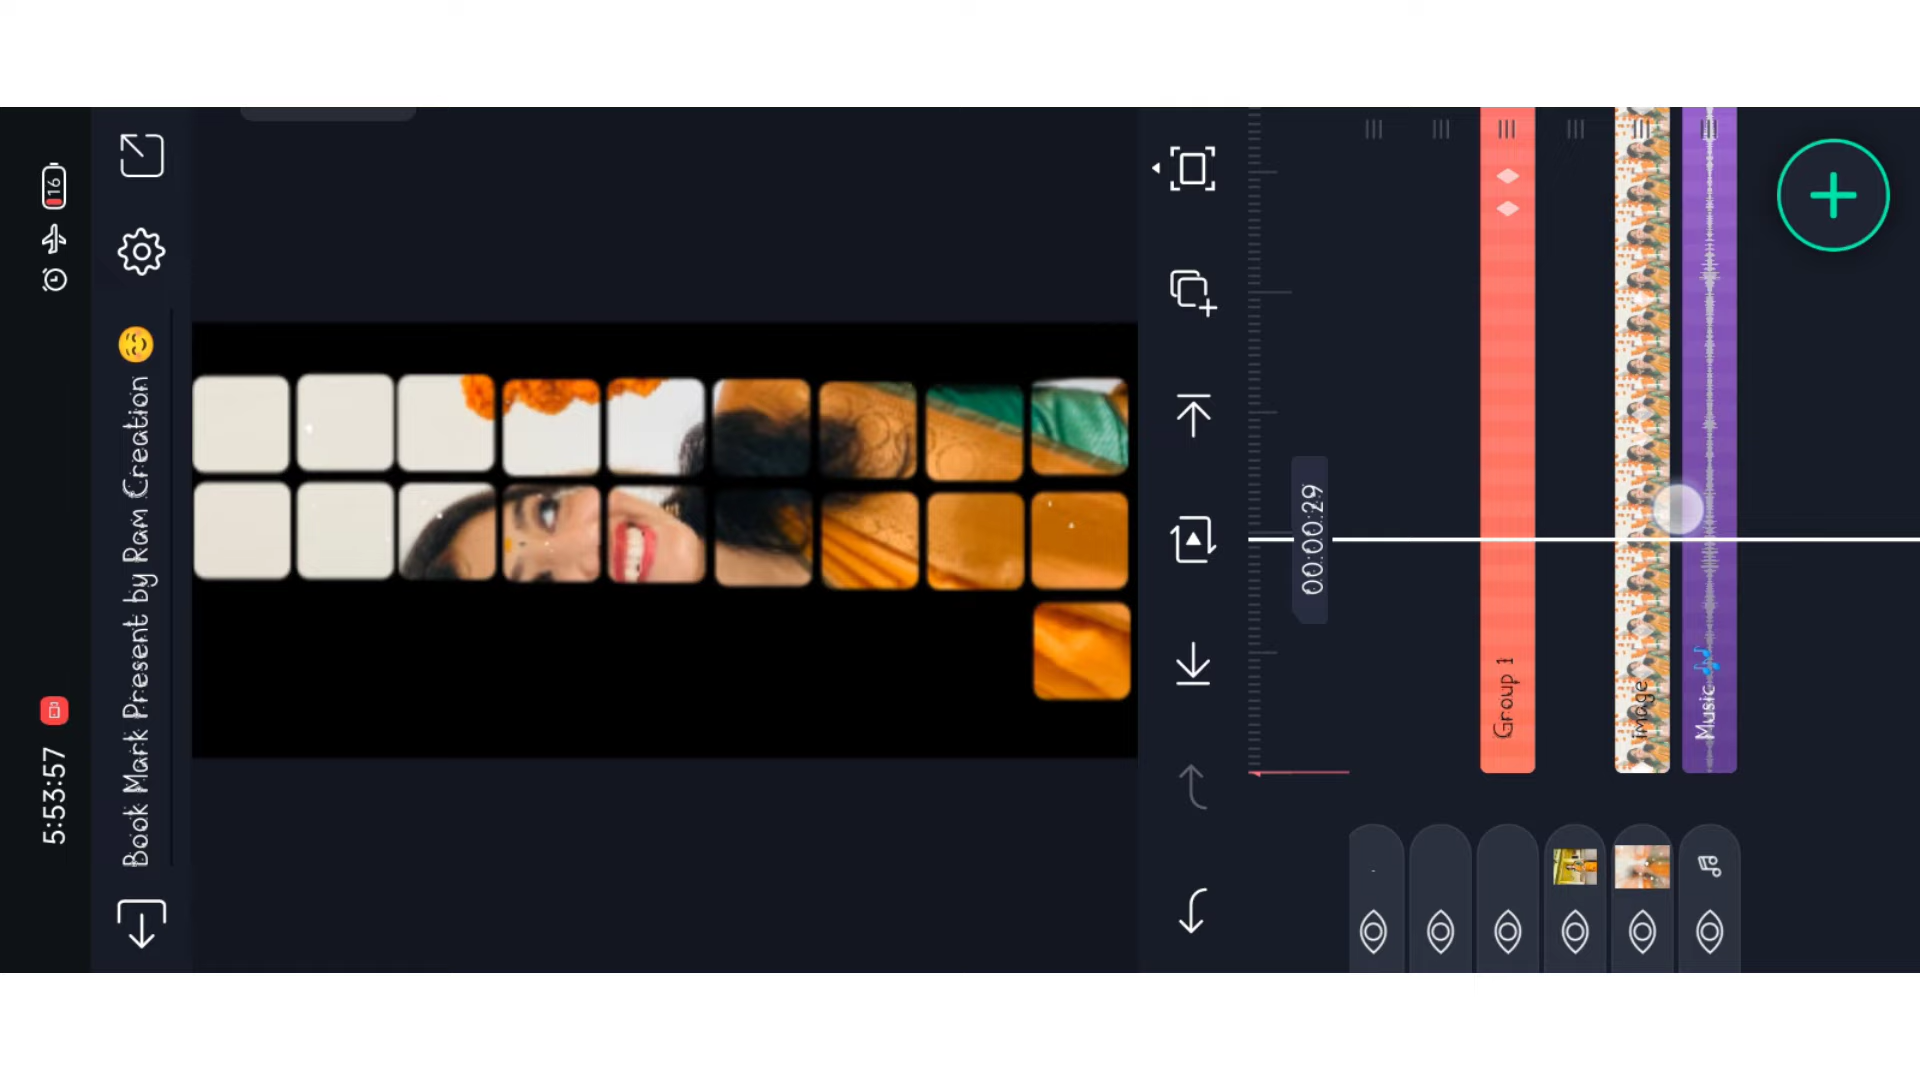 5:53:57
16
Book Mark Present by Ram Creation 😊
00:00:29
Group 1
image
Music 🎶